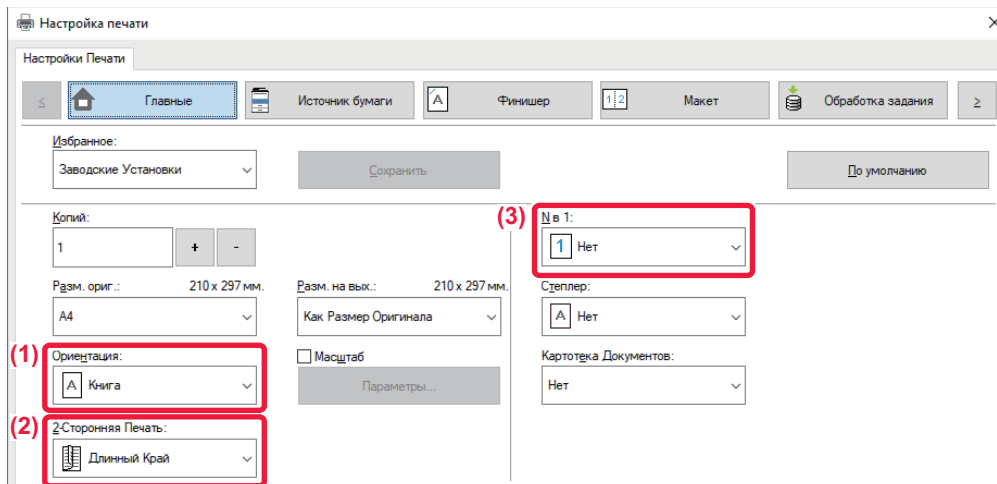 Настройка печати
Настройки Печати
< Главные Источник бумаги A Финишер 1 2 Макет Обработка задания >
Избранное:
Заводские Установки Сохранить По умолчанию
Копий: (3) N в 1:
1 + - 1 Нет
Разм. ориг.: 210 x 297 мм. Разм. на вых.: 210 x 297 мм. Степлер:
A4 Как Размер Оригинала A Нет
(1) Ориентация: Масштаб Картотека Документов:
A Книга Параметры... Нет
(2) 2-Сторонняя Печать:
Длинный Край